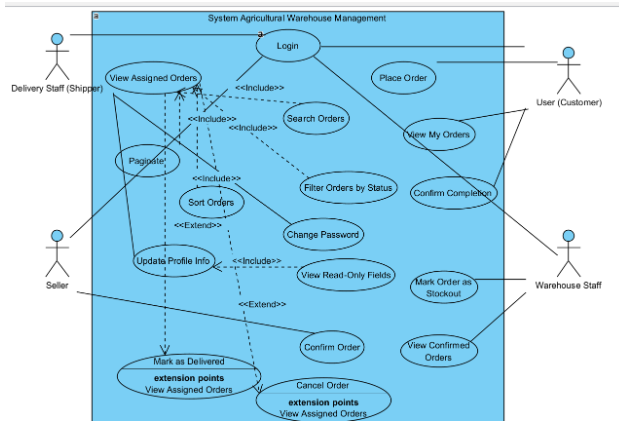 System Agricultural Warehouse Management
a
Login
View Assigned Orders
Place Order
Delivery Staff (Shipper)
<<Include>>
User (Customer)
Search Orders
<<Include>>
<<Include>>
View My Orders
Paginate
<<Include>>
Filter Orders by Status
Confirm Completion
Sort Orders
<<Extend>>
Change Password
Update Profile Info
<<Include>>
View Read-Only Fields
Seller
Mark Order as
Stockout
Warehouse Staff
<<Extend>>
Confirm Order
View Confirmed
Orders
Mark as Delivered
extension points
View Assigned Orders
Cancel Order
extension points
View Assigned Orders